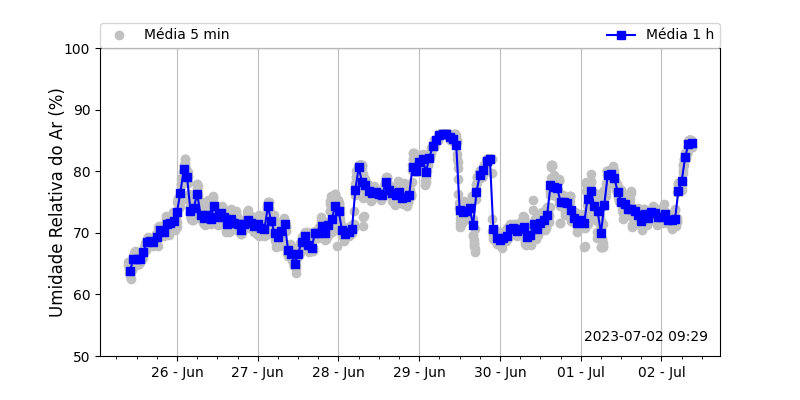 Média 5 min
Média 1 h
Umidade Relativa do Ar (%)
100
90
80
70
60
50
2023-07-02 09:29
26 - Jun
27 - Jun
28 - Jun
29 - Jun
30 - Jun
01 - Jul
02 - Jul